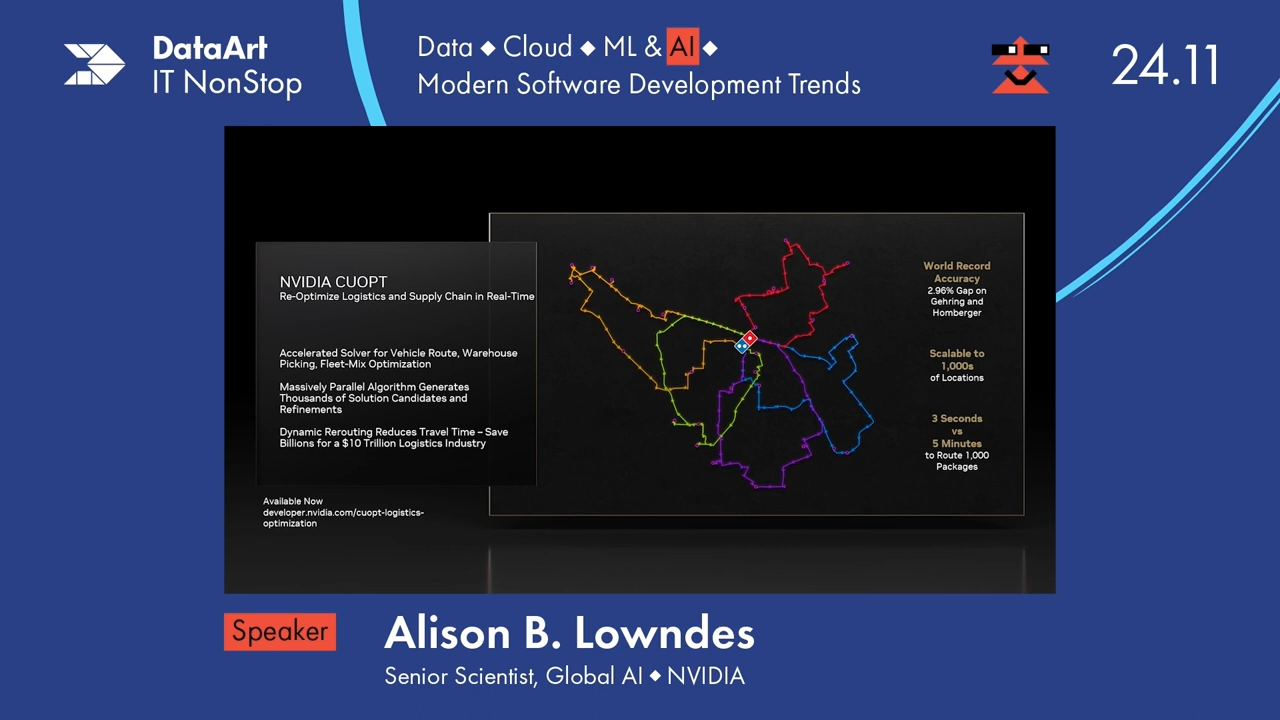 DataArt
IT NonStop
Data ◆ Cloud ◆ ML & AI ◆
Modern Software Development Trends
24.11
NVIDIA CUOPT
Re-Optimize Logistics and Supply Chain in Real-Time
Accelerated Solver for Vehicle Route, Warehouse
Picking, Fleet-Mix Optimization
Massively Parallel Algorithm Generates
Thousands of Solution Candidates and
Refinements
Dynamic Rerouting Reduces Travel Time – Save
Billions for a $10 Trillion Logistics Industry
Available Now
developer.nvidia.com/cuopt-logistics-
optimization
World Record
Accuracy
2.96% Gap on
Gehring and
Homberger
Scalable to
1,000s
of Locations
3 Seconds
vs
5 Minutes
to Route 1,000
Packages
Speaker
Alison B. Lowndes
Senior Scientist, Global AI ◆ NVIDIA